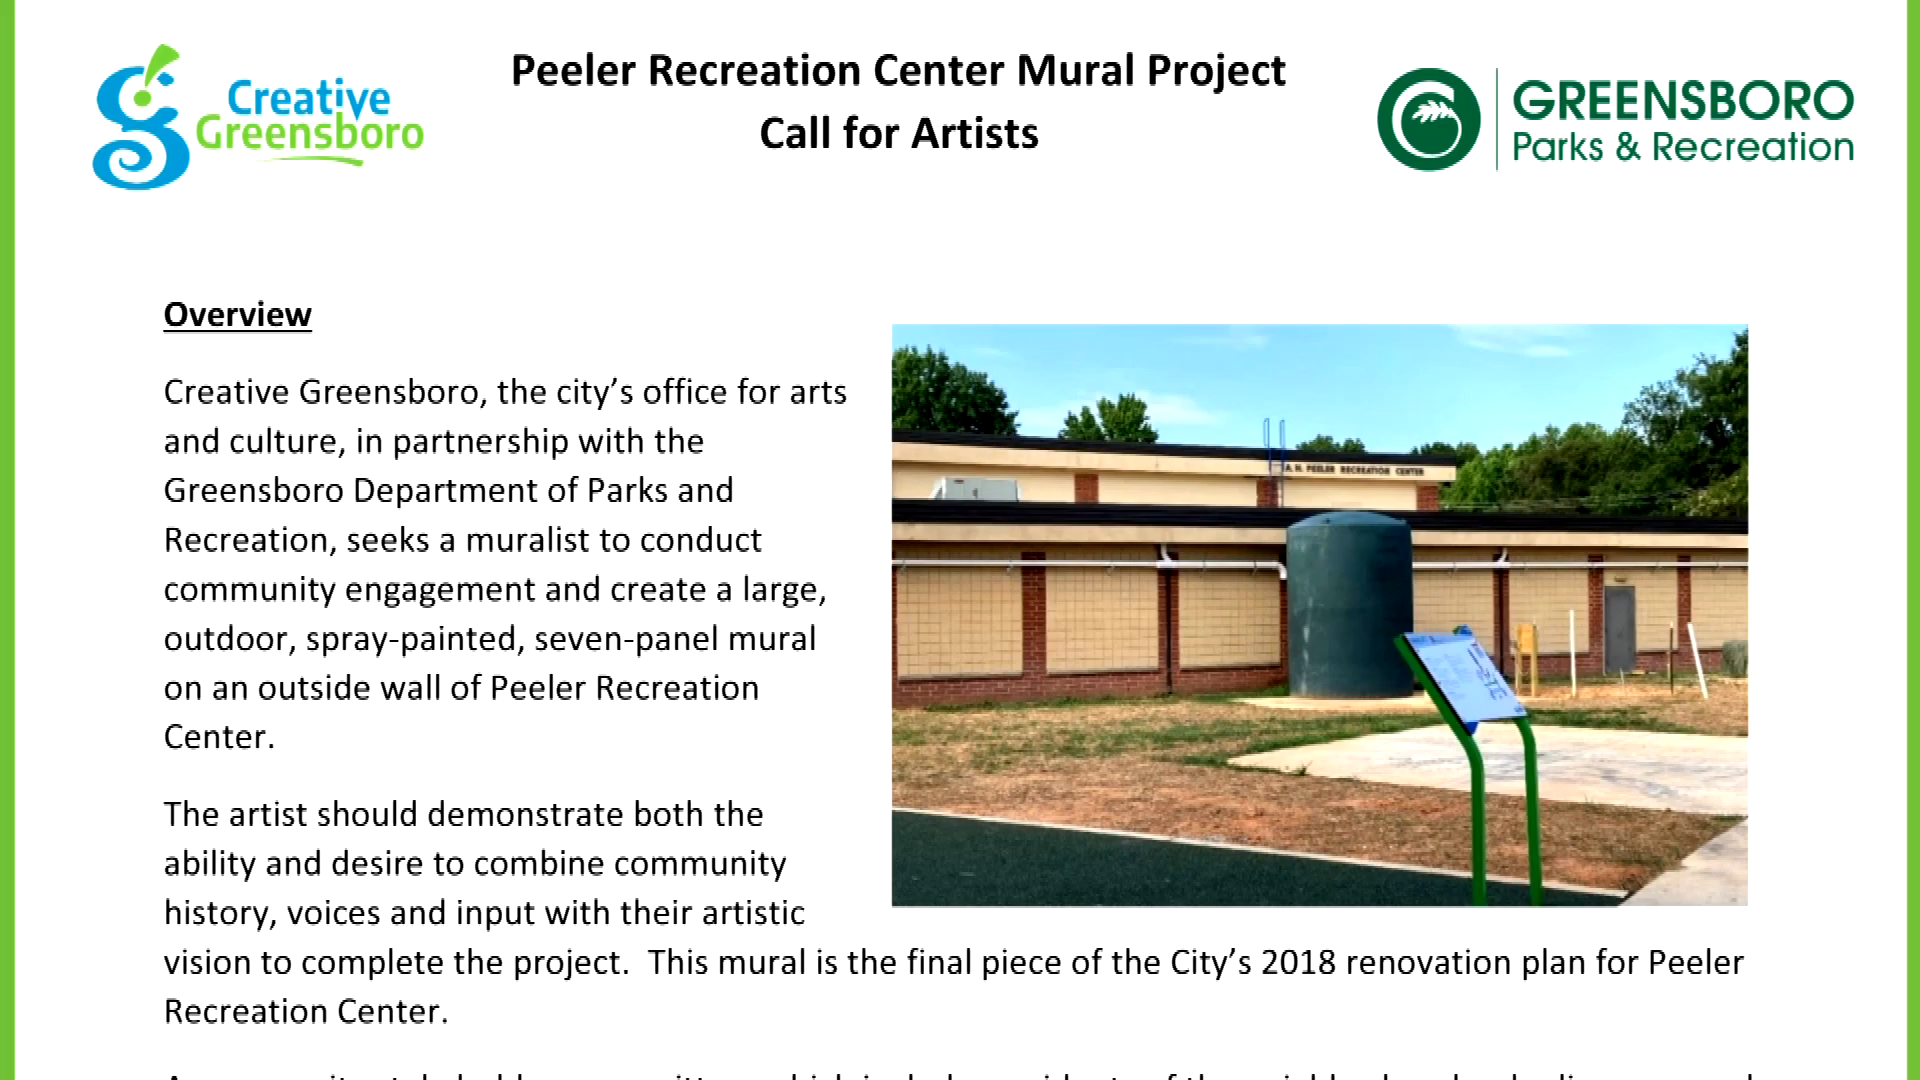 Creative
Greensboro
Peeler Recreation Center Mural Project
Call for Artists
GREENSBORO
Parks & Recreation
Overview
Creative Greensboro, the city’s office for arts
and culture, in partnership with the
Greensboro Department of Parks and
Recreation, seeks a muralist to conduct
community engagement and create a large,
outdoor, spray-painted, seven-panel mural
on an outside wall of Peeler Recreation
Center.
A. H. PEELER RECREATION CENTER
The artist should demonstrate both the
ability and desire to combine community
history, voices and input with their artistic
vision to complete the project.  This mural is the final piece of the City’s 2018 renovation plan for Peeler
Recreation Center.